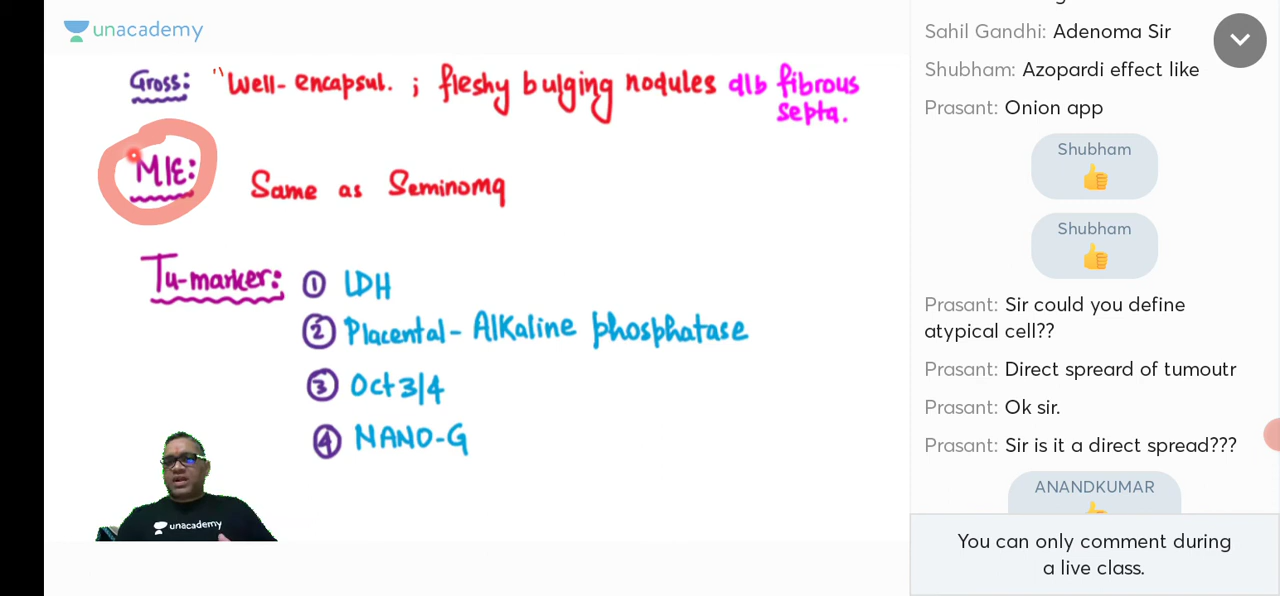 unacademy
Gross: "Well-encapsul. ; fleshy bulging nodules d/b fibrous
septa.
M/E: Same as Seminoma
Tu-marker: ① LDH
② Placental-Alkaline phosphatase
③ Oct 3/4
④ NANO-G
unacademy
Sahil Gandhi: Adenoma Sir
Shubham: Azopardi effect like
Prasant: Onion app
Shubham
👍
Shubham
👍
Prasant: Sir could you define
atypical cell??
Prasant: Direct spreard of tumoutr
Prasant: Ok sir.
Prasant: Sir is it a direct spread???
ANANDKUMAR
You can only comment during
a live class.